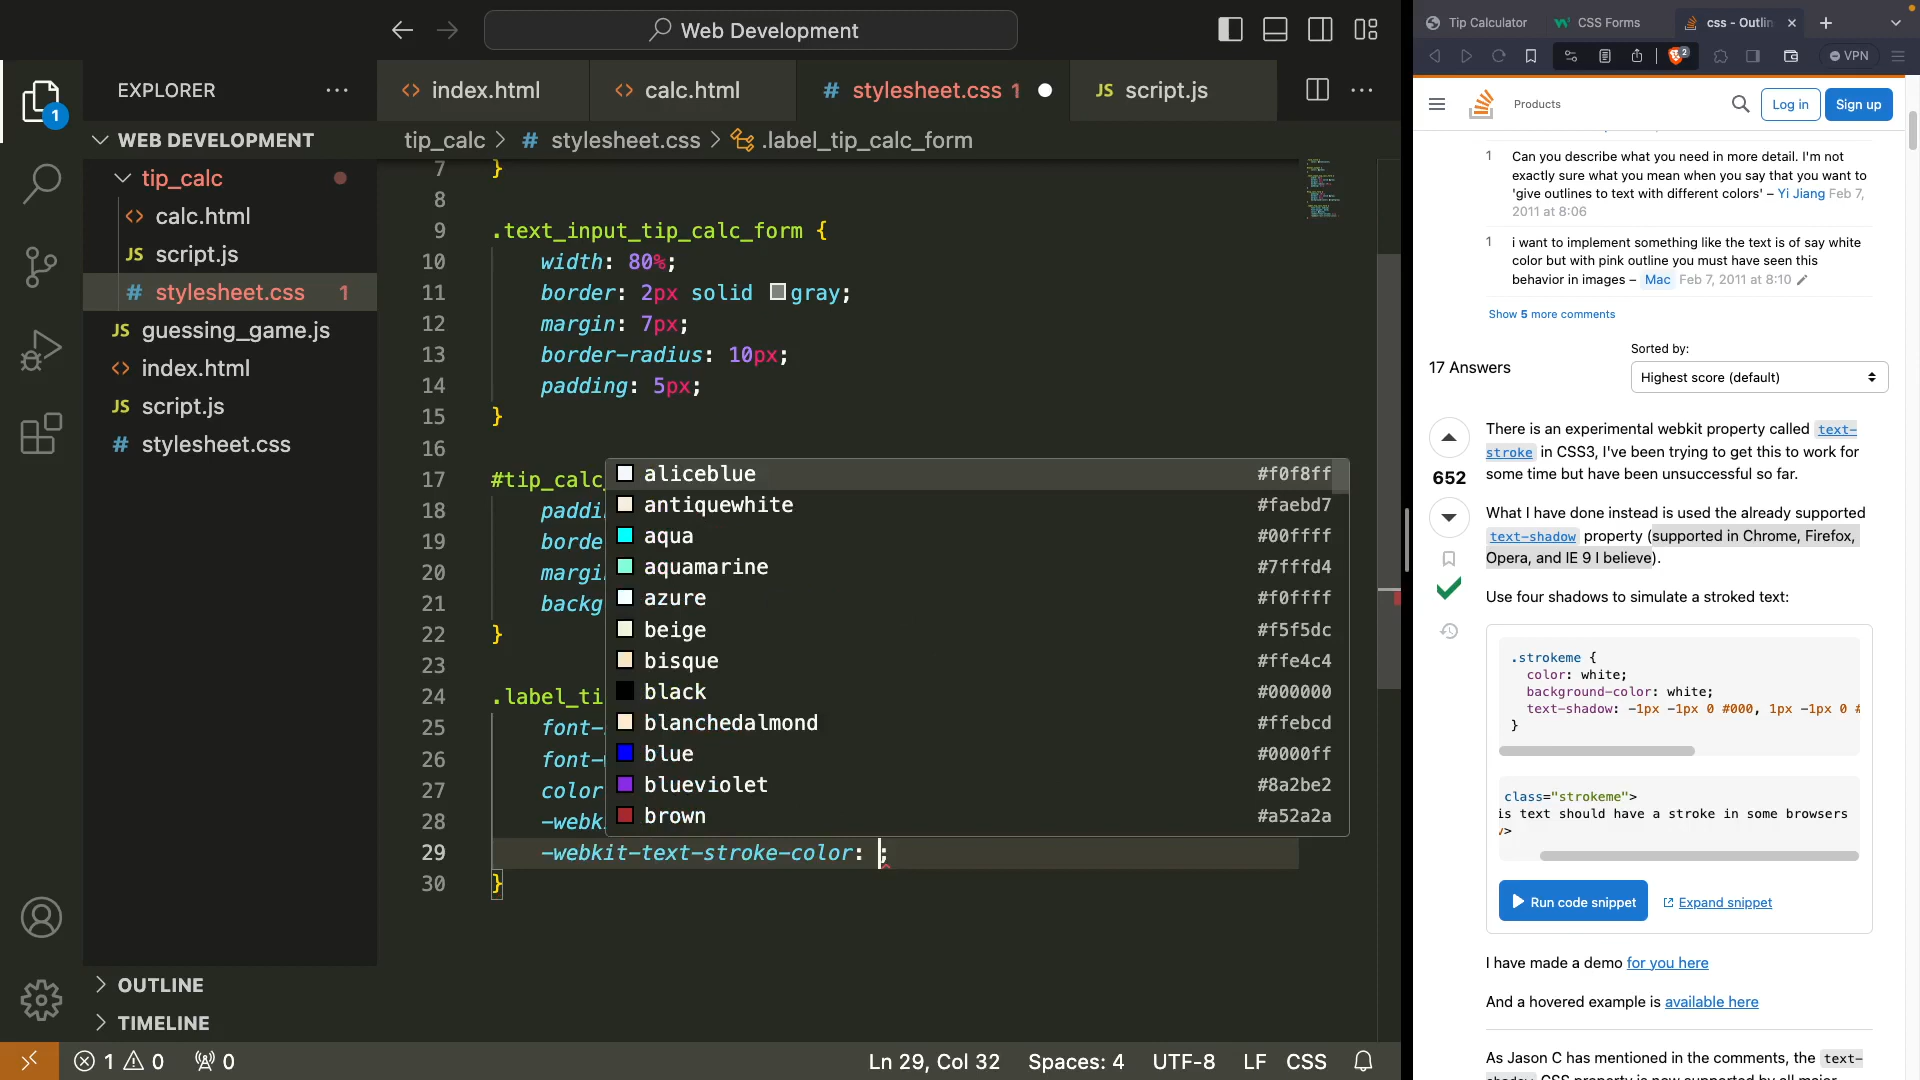 Web Development
EXPLORER
WEB DEVELOPMENT
tip_calc
calc.html
JS script.js
# stylesheet.css 1
JS guessing_game.js
index.html
JS script.js
# stylesheet.css
OUTLINE
TIMELINE
1
index.html
calc.html
# stylesheet.css 1
JS script.js
tip_calc > # stylesheet.css > .label_tip_calc_form
7 }
8
9 .text_input_tip_calc_form {
10 width: 80%;
11 border: 2px solid gray;
12 margin: 7px;
13 border-radius: 10px;
14 padding: 5px;
15 }
16
17 #tip_calc_
18 paddi
19 borde
20 margi
21 backg
22 }
23
24 .label_ti
25 font-
26 font-
27 color
28 -webk
29 -webkit-text-stroke-color: ;
30 }
aliceblue #f0f8ff
antiquewhite #faebd7
aqua #00ffff
aquamarine #7fffd4
azure #f0ffff
beige #f5f5dc
bisque #ffe4c4
black #000000
blanchedalmond #ffebcd
blue #0000ff
blueviolet #8a2be2
brown #a52a2a
1 0 0
Ln 29, Col 32 Spaces: 4 UTF-8 LF CSS
Tip Calculator
CSS Forms
css - Outlin
2
VPN
Products
Log in
Sign up
1 Can you describe what you need in more detail. I'm not
exactly sure what you mean when you say that you want to
'give outlines to text with different colors' – Yi Jiang Feb 7,
2011 at 8:06
1 i want to implement something like the text is of say white
color but with pink outline you must have seen this
behavior in images – Mac Feb 7, 2011 at 8:10
Show 5 more comments
17 Answers
Sorted by:
Highest score (default)
652
There is an experimental webkit property called text-
stroke in CSS3, I've been trying to get this to work for
some time but have been unsuccessful so far.
What I have done instead is used the already supported
text-shadow property (supported in Chrome, Firefox,
Opera, and IE 9 I believe).
Use four shadows to simulate a stroked text:
.strokeme {
color: white;
background-color: white;
text-shadow: -1px -1px 0 #000, 1px -1px 0 #
}
class="strokeme">
is text should have a stroke in some browsers
>
Run code snippet
Expand snippet
I have made a demo for you here
And a hovered example is available here
As Jason C has mentioned in the comments, the text-